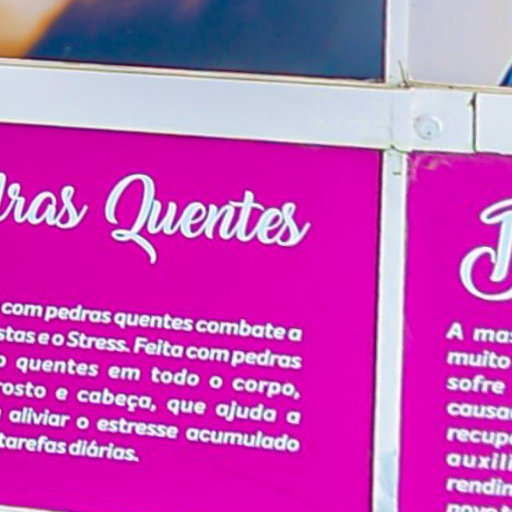 dras Quentes
com pedras quentes combate a
stas e o Stress. Feita com pedras
o quentes em todo o corpo,
rosto e cabeça, que ajuda a
aliviar o estresse acumulado
tarefas diárias.
A mas
muito
sofre
causa
recupe
auxili
rendin